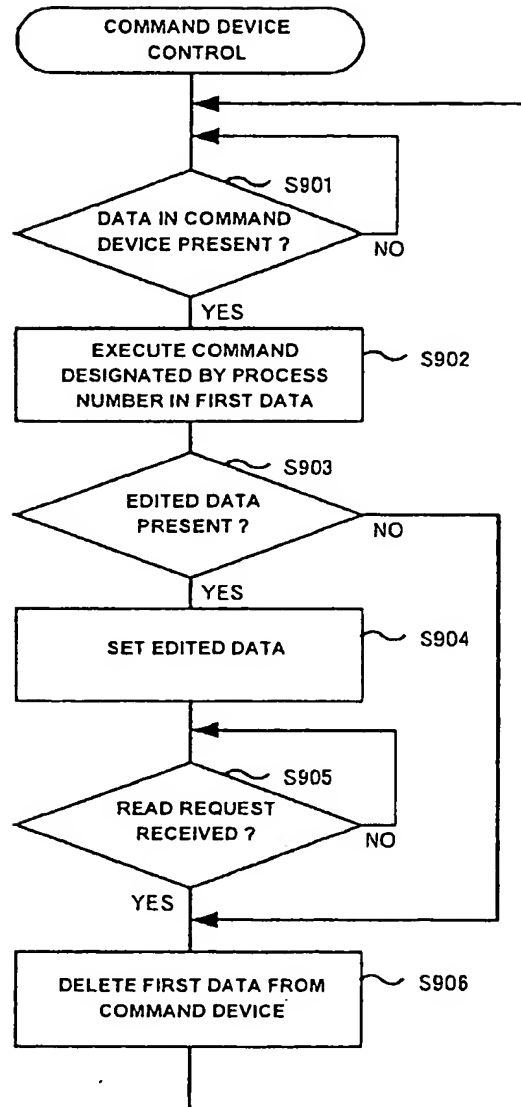 COMMAND DEVICE
CONTROL
S901
DATA IN COMMAND
DEVICE PRESENT ?
NO
YES
EXECUTE COMMAND
DESIGNATED BY PROCESS
NUMBER IN FIRST DATA
S902
S903
EDITED DATA
PRESENT ?
NO
YES
SET EDITED DATA
S904
S905
READ REQUEST
RECEIVED ?
NO
YES
DELETE FIRST DATA FROM
COMMAND DEVICE
S906